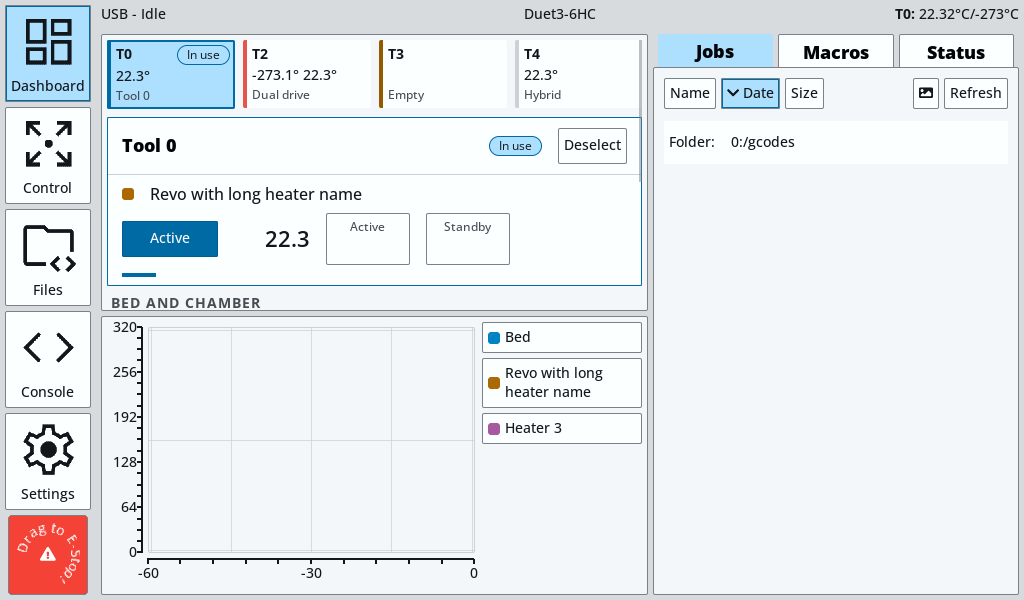 USB - Idle
Duet3-6HC
T0: 22.32°C/-273°C
Dashboard
Control
Files
Console
Settings
Drag to E-Stop!
T0
In use
22.3°
Tool 0
T2
-273.1° 22.3°
Dual drive
T3
Empty
T4
22.3°
Hybrid
Tool 0
In use
Deselect
Revo with long heater name
Active
22.3
Active
Standby
BED AND CHAMBER
320
256
192
128
64
0
-60
-30
0
Bed
Revo with long
heater name
Heater 3
Jobs
Macros
Status
Name
Date
Size
Refresh
Folder: 0:/gcodes